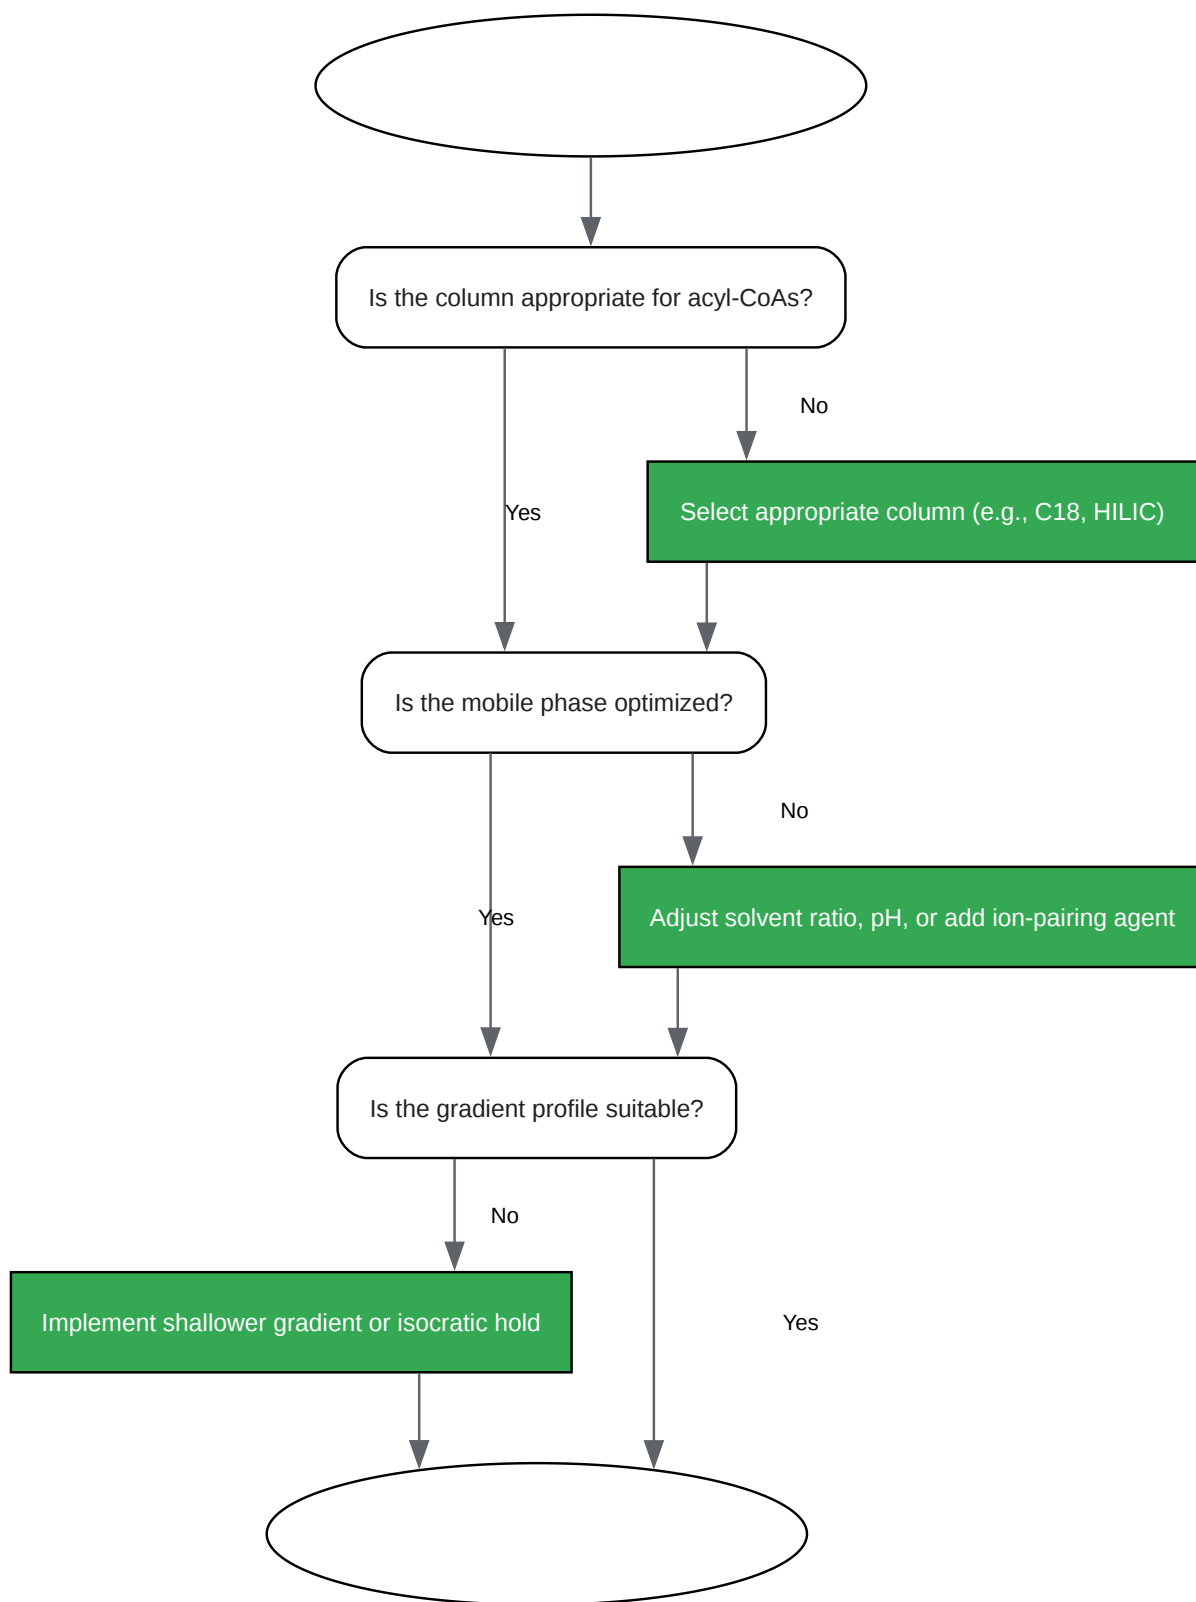 Is the column appropriate for acyl-CoAs?
No
Yes
Select appropriate column (e.g., C18, HILIC)
Is the mobile phase optimized?
No
Yes
Adjust solvent ratio, pH, or add ion-pairing agent
Is the gradient profile suitable?
No
Implement shallower gradient or isocratic hold
Yes